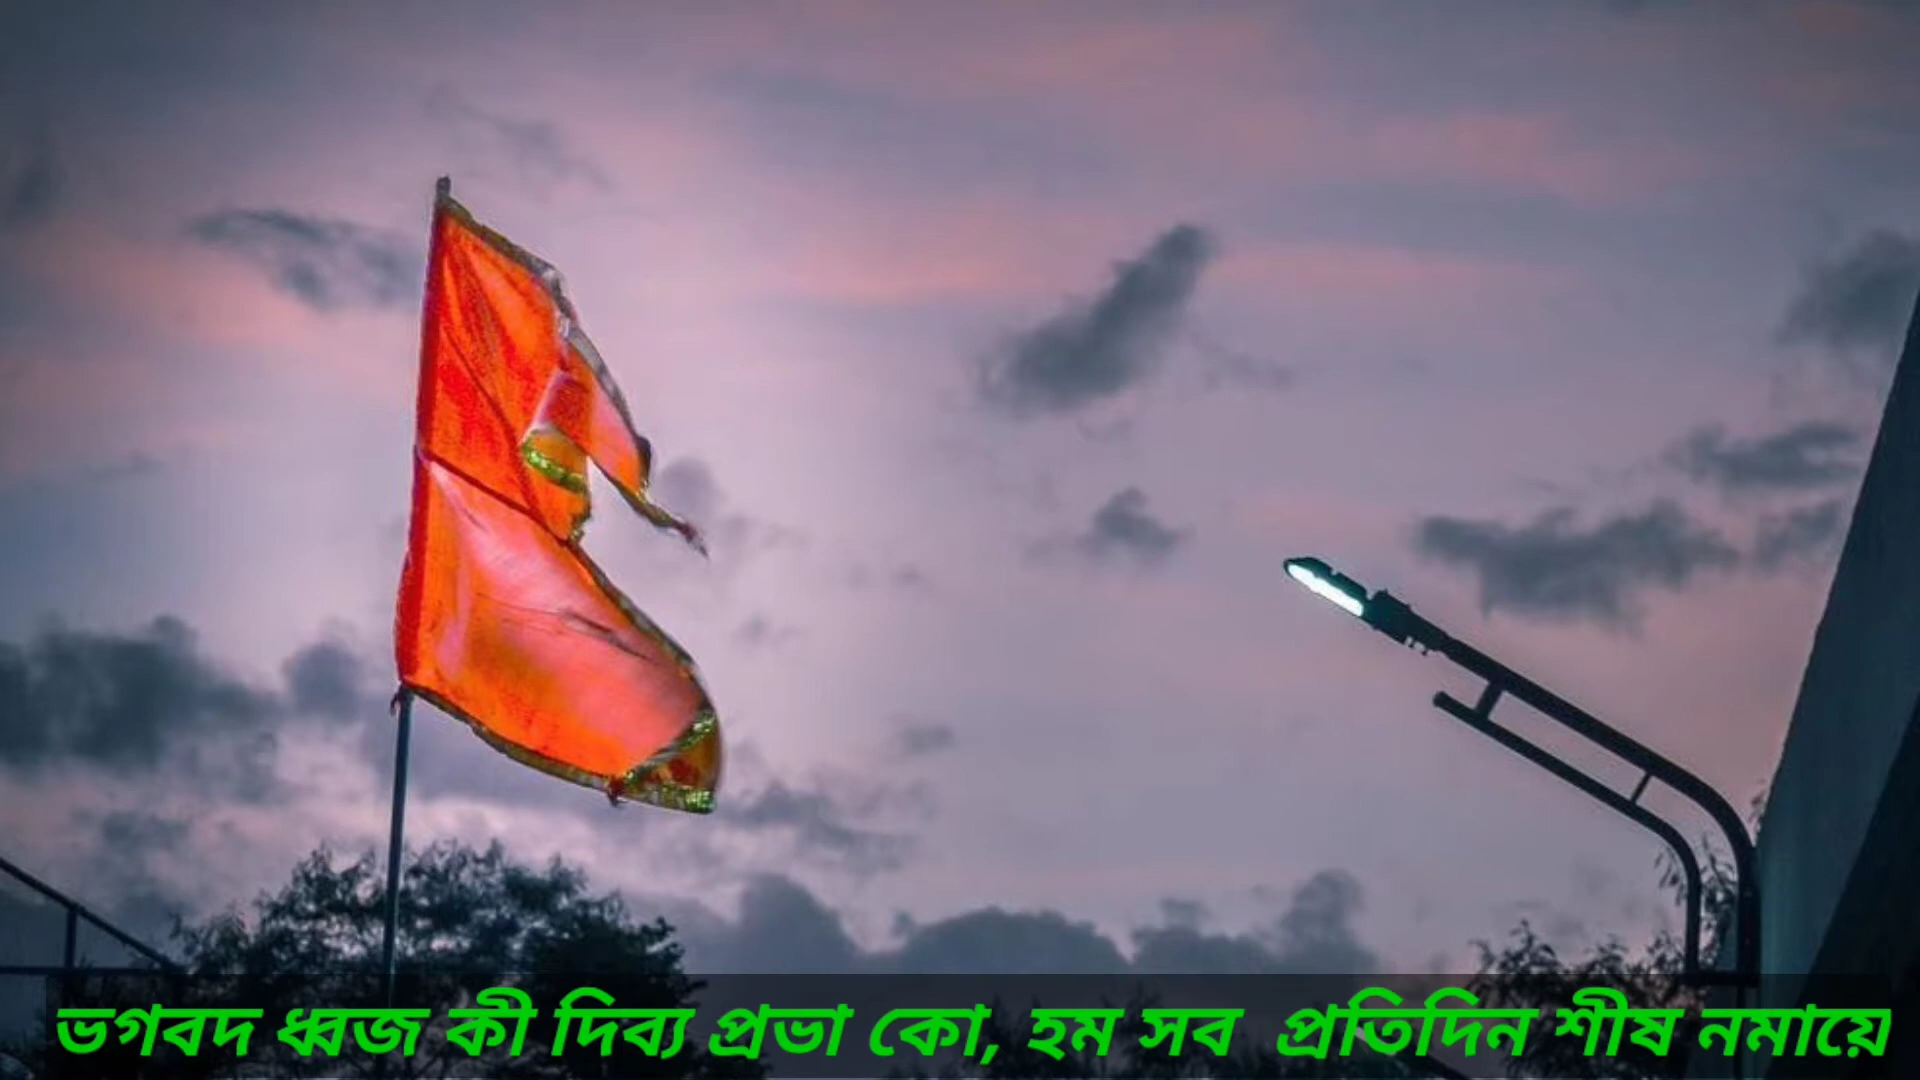 ভগবদ ধ্বজ কী দিব্য প্রভা কো, হম সব প্রতিদিন শীষ নমায়ে